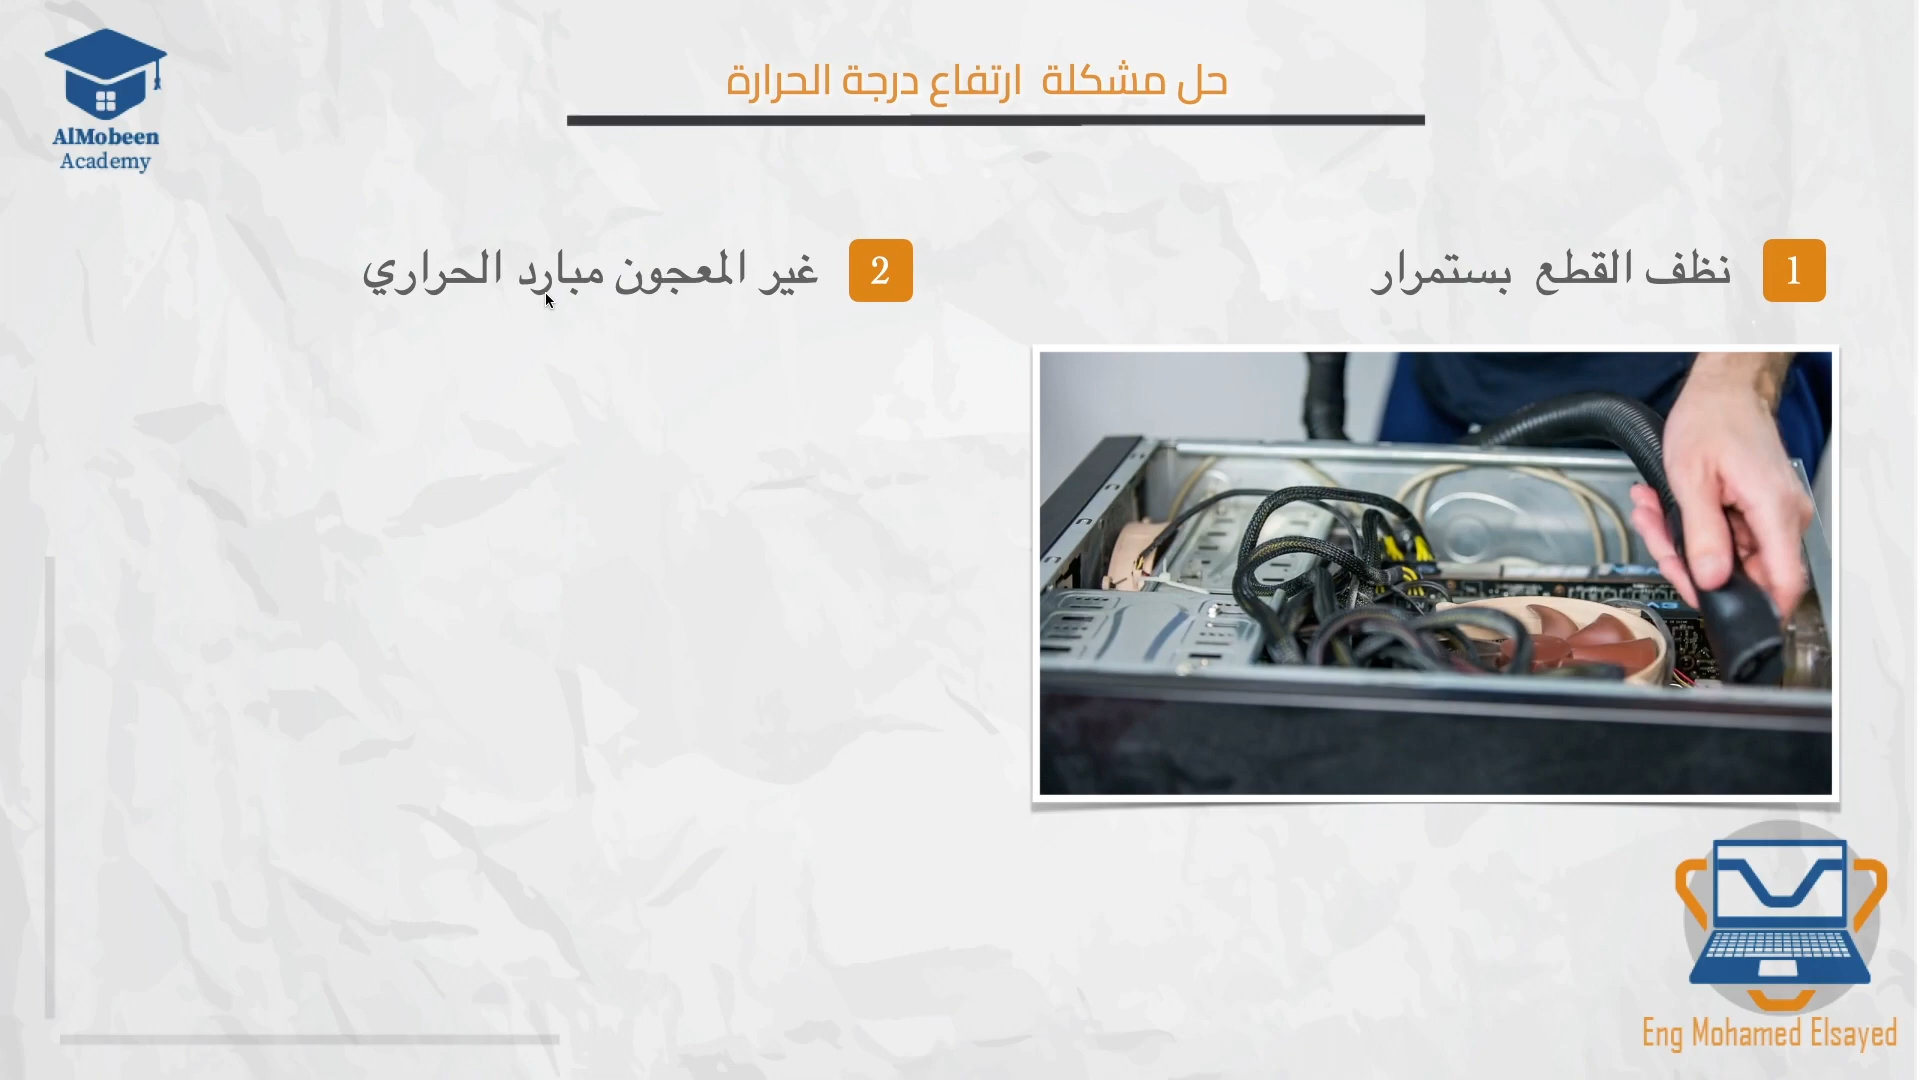 AlMobeen
Academy
حل مشكلة ارتفاع درجة الحرارة
1 نظف القطع بستمرار
2 غير المعجون مبارد الحراري
Eng Mohamed Elsayed